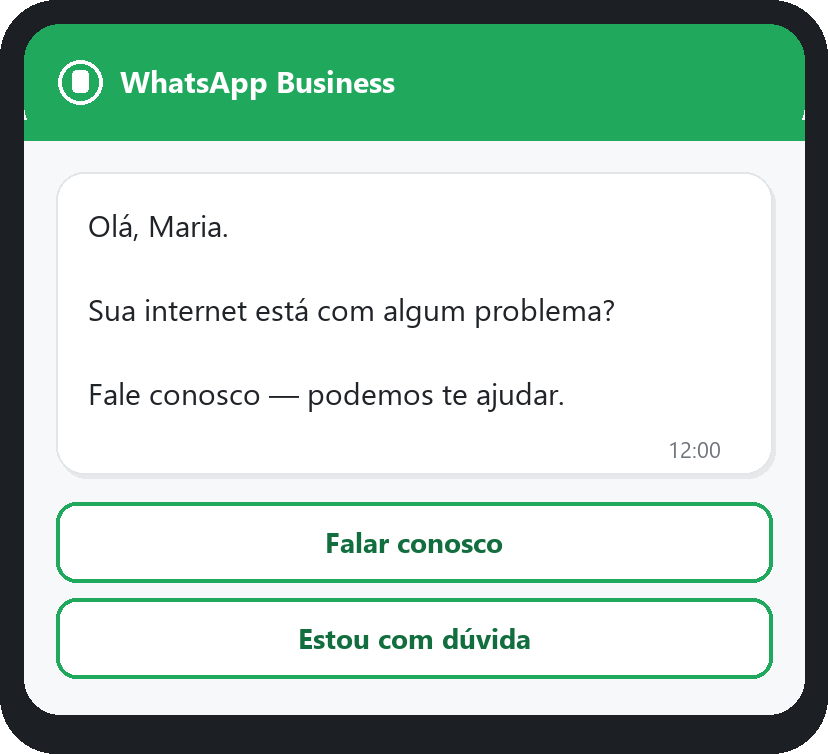 WhatsApp Business
Olá, Maria.
Sua internet está com algum problema?
Fale conosco — podemos te ajudar.
12:00
Falar conosco
Estou com dúvida